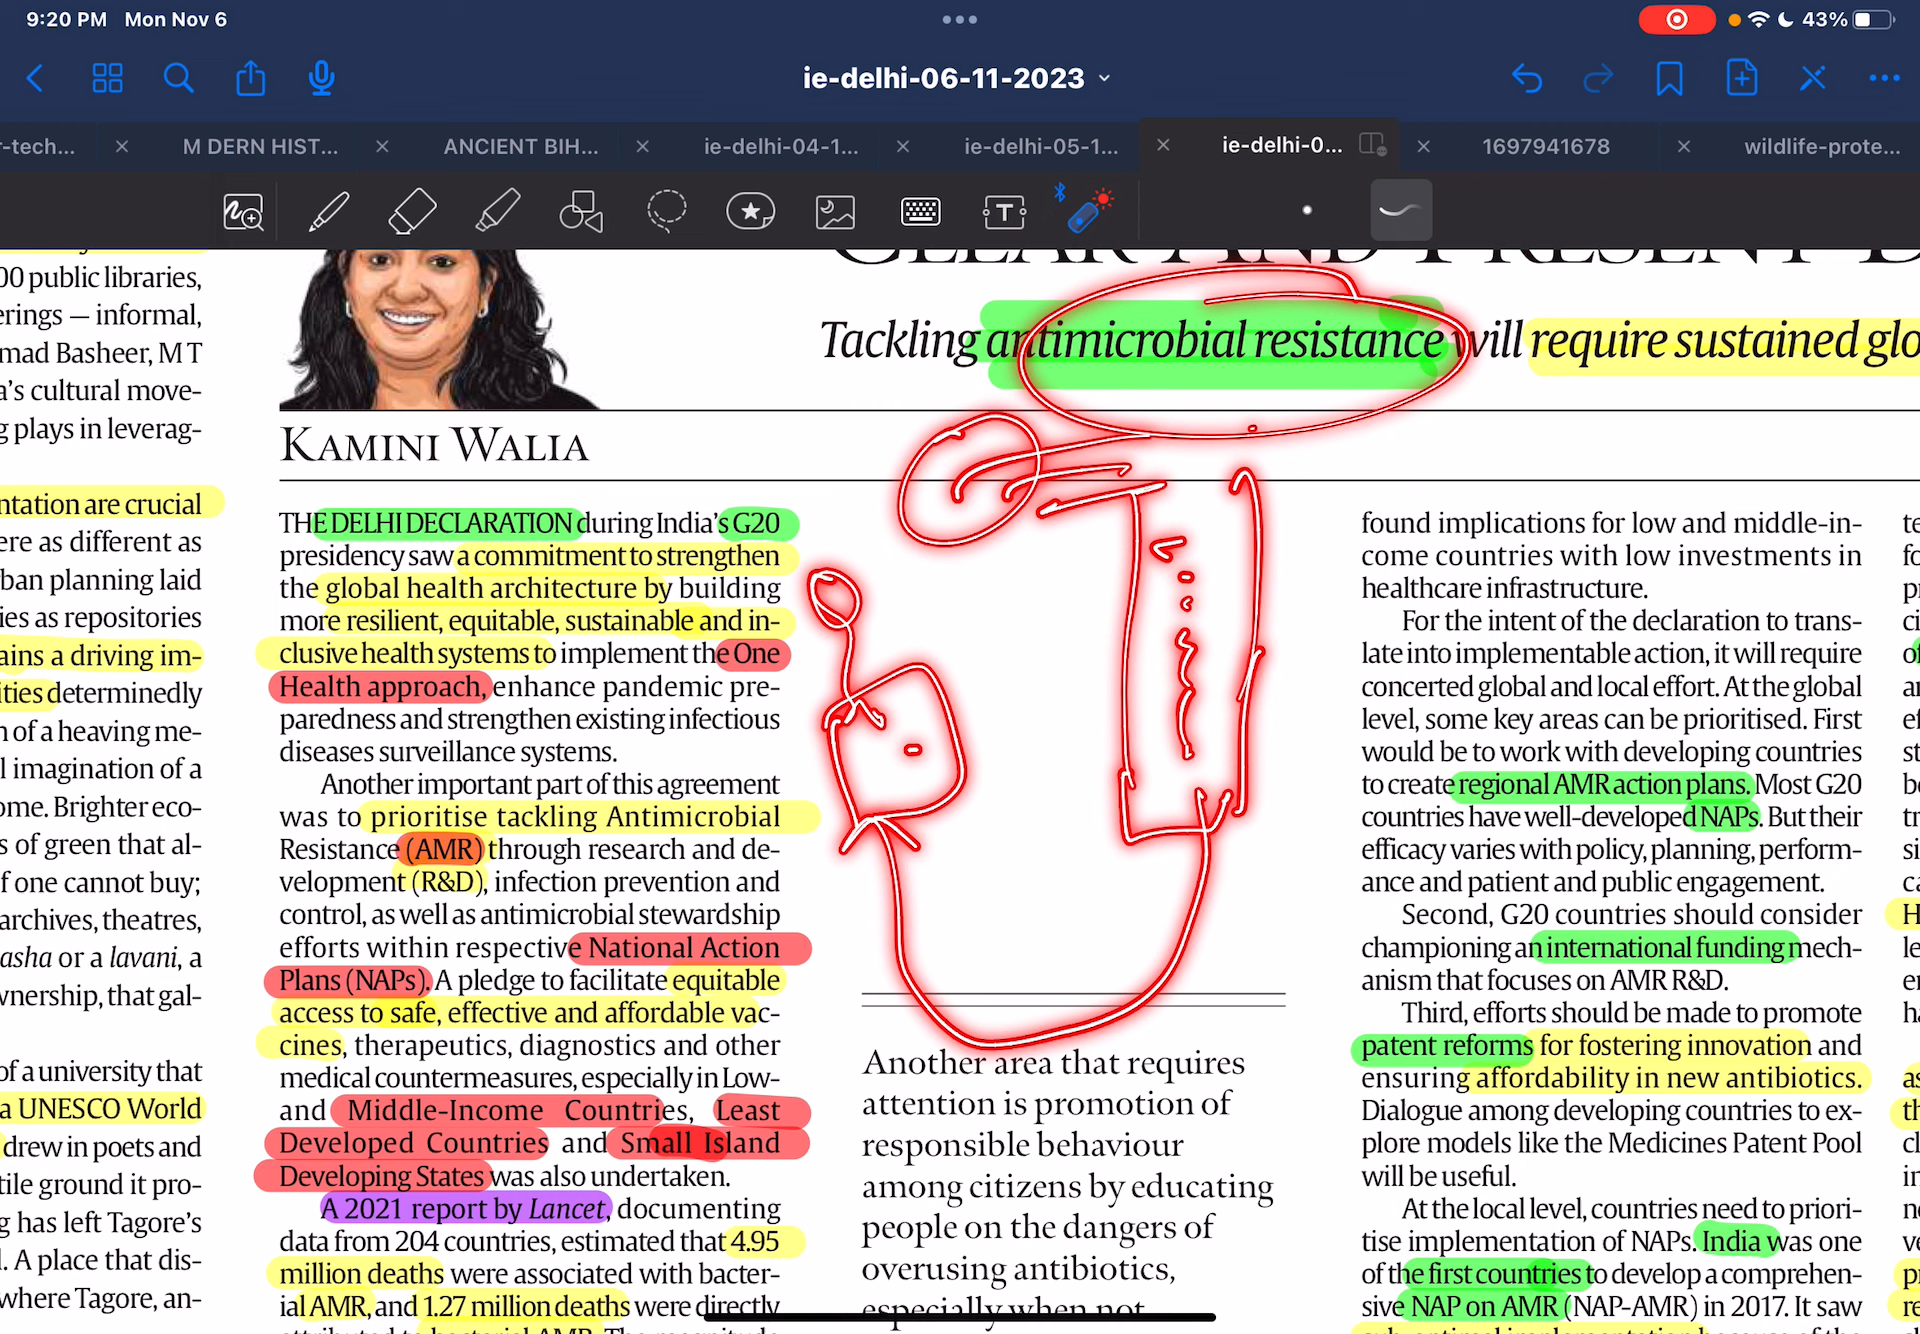 9:20 PM Mon Nov 6
43%
ie-delhi-06-11-2023
-tech...
M DERN HIST...
ANCIENT BIH...
ie-delhi-04-1...
ie-delhi-05-1...
ie-delhi-0...
1697941678
wildlife-prote...
00 public libraries,
erings — informal,
mad Basheer, M T
a's cultural move-
g plays in leverag-
ntation are crucial
ere as different as
rban planning laid
ies as repositories
ains a driving im-
ities determinedly
n of a heaving me-
l imagination of a
ome. Brighter eco-
s of green that al-
f one cannot buy;
archives, theatres,
asha or a lavani, a
wnership, that gal-
of a university that
a UNESCO World
drew in poets and
tile ground it pro-
g has left Tagore's
. A place that dis-
where Tagore, an-
CLEAR AND PRESENT D
Tackling antimicrobial resistance will require sustained glo
KAMINI WALIA
THE DELHI DECLARATION during India's G20
presidency saw a commitment to strengthen
the global health architecture by building
more resilient, equitable, sustainable and in-
clusive health systems to implement the One
Health approach, enhance pandemic pre-
paredness and strengthen existing infectious
diseases surveillance systems.
Another important part of this agreement
was to prioritise tackling Antimicrobial
Resistance (AMR) through research and de-
velopment (R&D), infection prevention and
control, as well as antimicrobial stewardship
efforts within respective National Action
Plans (NAPs). A pledge to facilitate equitable
access to safe, effective and affordable vac-
cines, therapeutics, diagnostics and other
medical countermeasures, especially in Low-
and Middle-Income Countries, Least
Developed Countries and Small Island
Developing States was also undertaken.
A 2021 report by Lancet, documenting
data from 204 countries, estimated that 4.95
million deaths were associated with bacter-
ial AMR, and 1.27 million deaths were directly
Another area that requires
attention is promotion of
responsible behaviour
among citizens by educating
people on the dangers of
overusing antibiotics,
especially when not
found implications for low and middle-in-
come countries with low investments in
healthcare infrastructure.
For the intent of the declaration to trans-
late into implementable action, it will require
concerted global and local effort. At the global
level, some key areas can be prioritised. First
would be to work with developing countries
to create regional AMR action plans. Most G20
countries have well-developed NAPs. But their
efficacy varies with policy, planning, perform-
ance and patient and public engagement.
Second, G20 countries should consider
championing an international funding mech-
anism that focuses on AMR R&D.
Third, efforts should be made to promote
patent reforms for fostering innovation and
ensuring affordability in new antibiotics.
Dialogue among developing countries to ex-
plore models like the Medicines Patent Pool
will be useful.
At the local level, countries need to priori-
tise implementation of NAPs. India was one
of the first countries to develop a comprehen-
sive NAP on AMR (NAP-AMR) in 2017. It saw